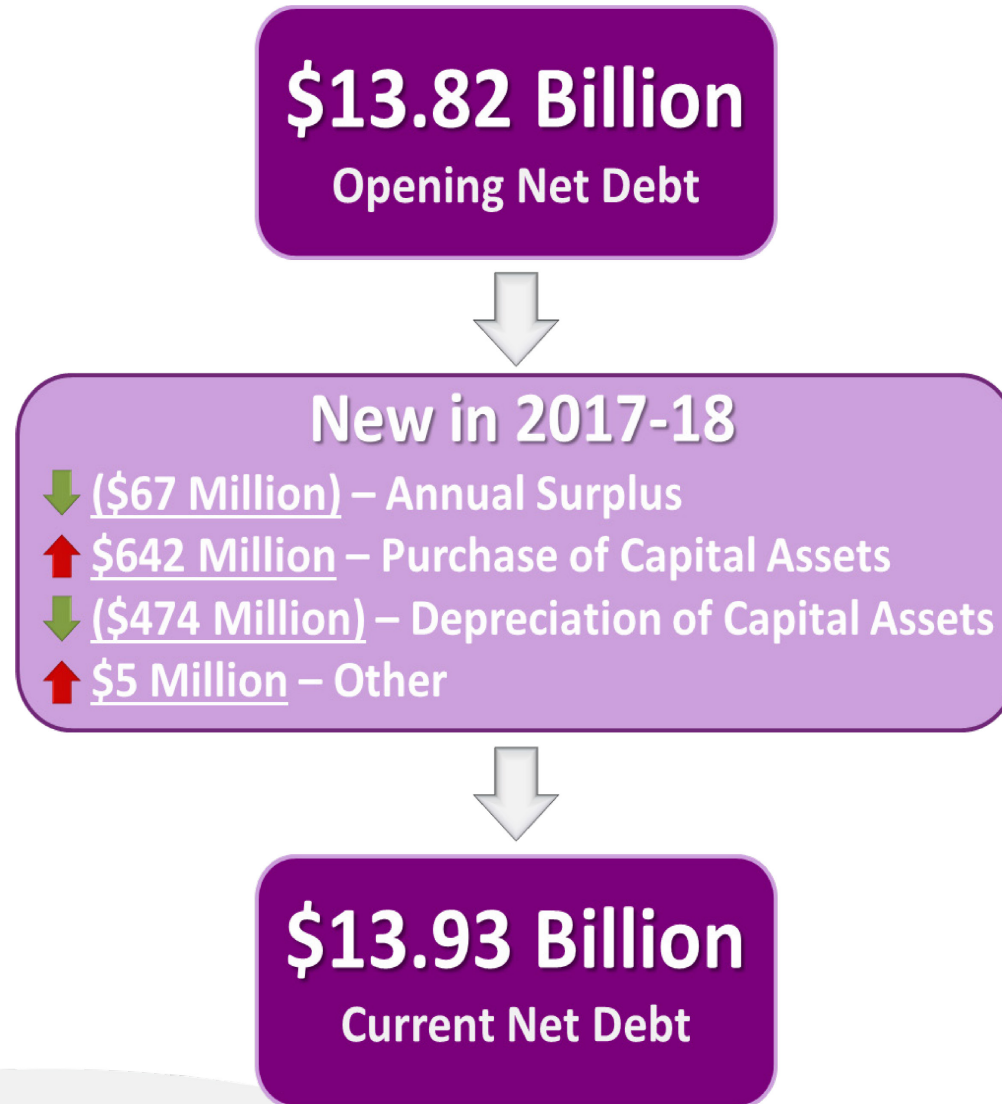 $13.82 Billion
Opening Net Debt
New in 2017-18
($67 Million) – Annual Surplus
$642 Million – Purchase of Capital Assets
($474 Million) – Depreciation of Capital Assets
$5 Million – Other
$13.93 Billion
Current Net Debt